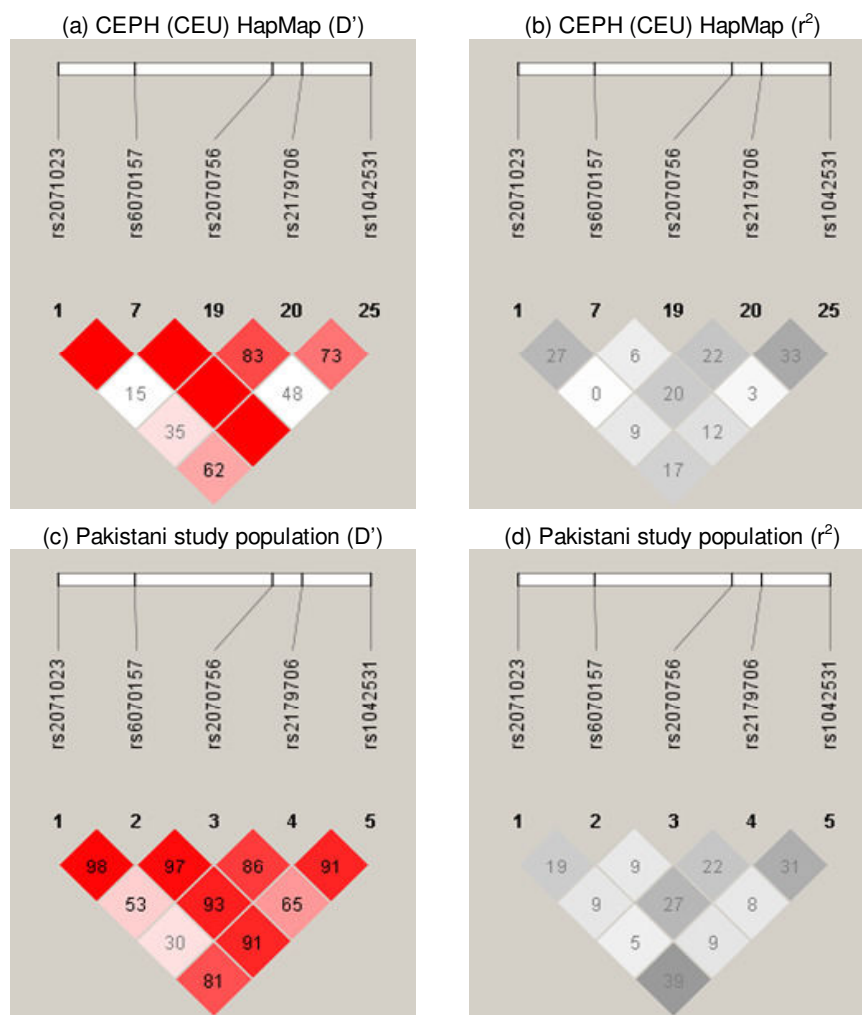 (a) CEPH (CEU) HapMap (D’)
rs2071023
rs6070157
rs2070756
rs2179706
rs1042531
1 7 19 20 25
83 73
15 48
35
62
(b) CEPH (CEU) HapMap (r²)
rs2071023
rs6070157
rs2070756
rs2179706
rs1042531
1 7 19 20 25
27 6 22 33
0 20 3
9 12
17
(c) Pakistani study population (D’)
rs2071023
rs6070157
rs2070756
rs2179706
rs1042531
1 2 3 4 5
98 97 86 91
53 93 65
30 91
81
(d) Pakistani study population (r²)
rs2071023
rs6070157
rs2070756
rs2179706
rs1042531
1 2 3 4 5
19 9 22 31
9 27 8
5 9
39